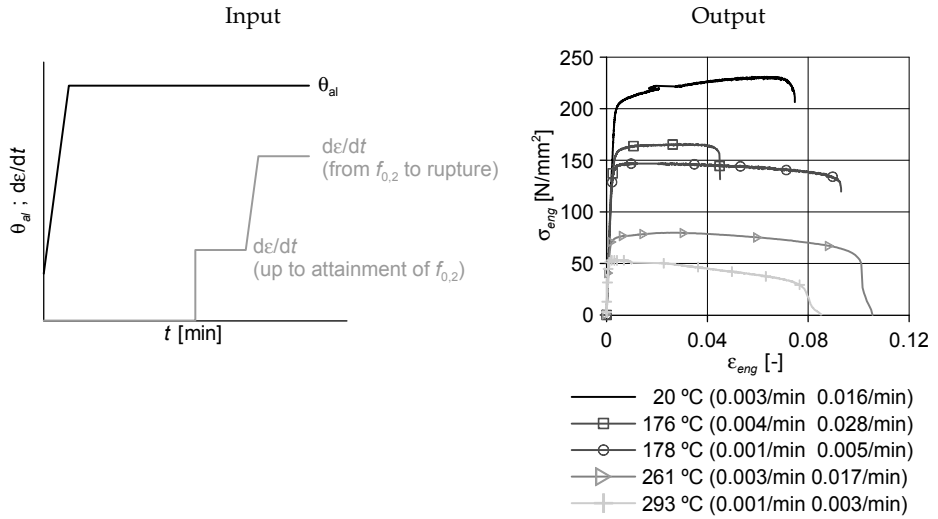 Input
θal ; dε/dt
θal
dε/dt
(from f0,2 to rupture)
dε/dt
(up to attainment of f0,2)
t [min]
Output
σeng [N/mm²]
250
200
150
100
50
0
0 0.04 0.08 0.12
εeng [-]
20 ºC (0.003/min 0.016/min)
176 ºC (0.004/min 0.028/min)
178 ºC (0.001/min 0.005/min)
261 ºC (0.003/min 0.017/min)
293 ºC (0.001/min 0.003/min)